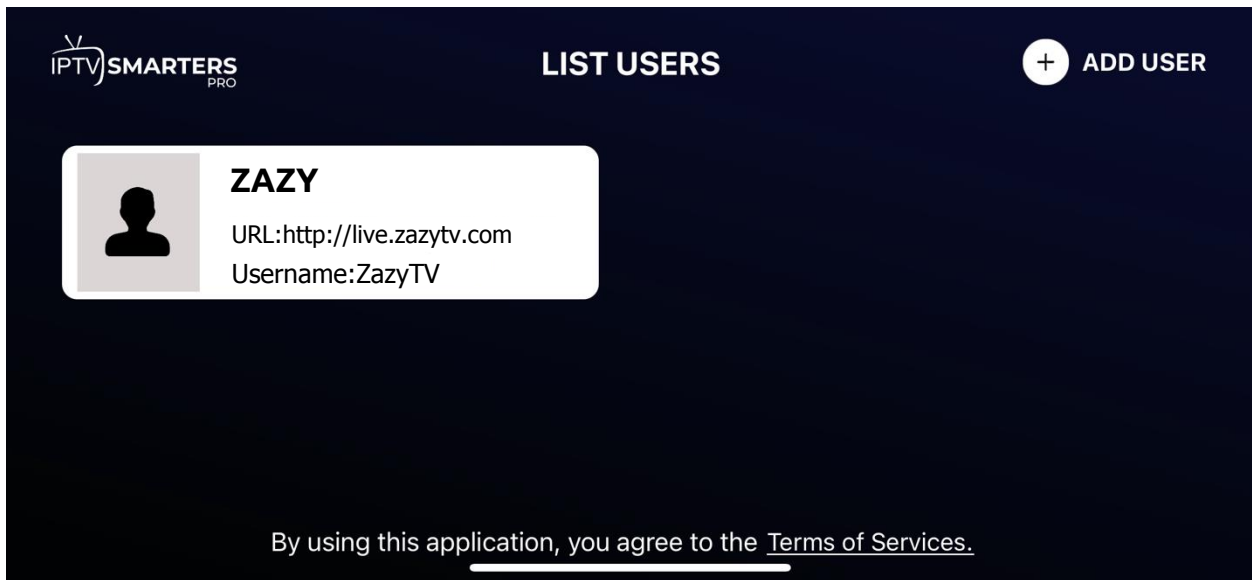 IPTV SMARTERS
PRO
LIST USERS
+ ADD USER
ZAZY
URL:http://live.zazytv.com
Username:ZazyTV
By using this application, you agree to the Terms of Services.